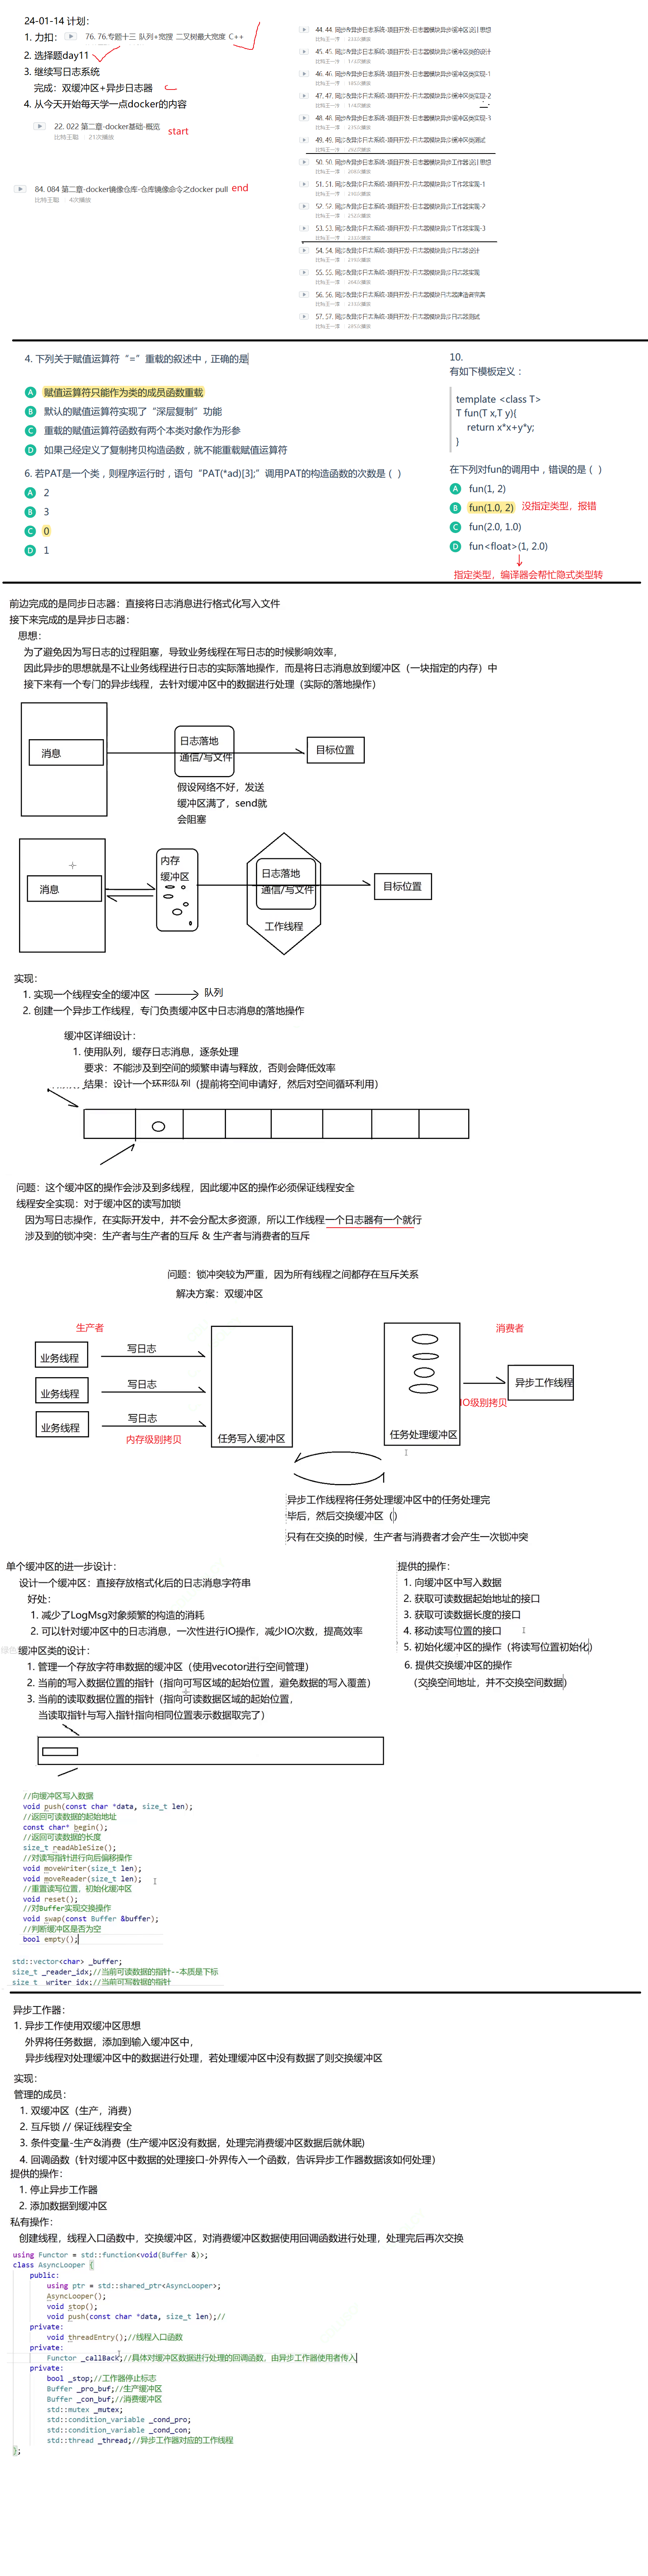 24-01-14 计划：
1. 力扣： 76. 76.专题十三 队列+宽搜 二叉树最大宽度 C++
2. 选择题day11
3. 继续写日志系统
完成：双缓冲区+异步日志器
4. 从今天开始每天学一点docker的内容
22. 022 第二章-docker基础-概览 start
比特王聪 21次播放
84. 084 第二章-docker镜像仓库-仓库镜像命令之docker pull end
比特王聪 4次播放
44. 44. 同步&异步日志系统-项目开发-日志器模块异步缓冲区设计思想
45. 45. 同步&异步日志系统-项目开发-日志器模块异步缓冲区类的设计
46. 46. 同步&异步日志系统-项目开发-日志器模块异步缓冲区类实现-1
47. 47. 同步&异步日志系统-项目开发-日志器模块异步缓冲区类实现-2
48. 48. 同步&异步日志系统-项目开发-日志器模块异步缓冲区类实现-3
49. 49. 同步&异步日志系统-项目开发-日志器模块异步缓冲区类测试
50. 50. 同步&异步日志系统-项目开发-日志器模块异步工作器设计思想
51. 51. 同步&异步日志系统-项目开发-日志器模块异步工作器实现-1
52. 52. 同步&异步日志系统-项目开发-日志器模块异步工作器实现-2
53. 53. 同步&异步日志系统-项目开发-日志器模块异步工作器实现-3
54. 54. 同步&异步日志系统-项目开发-日志器模块异步日志器设计
55. 55. 同步&异步日志系统-项目开发-日志器模块异步日志器实现
56. 56. 同步&异步日志系统-项目开发-日志器模块日志器建造者完善
57. 57. 同步&异步日志系统-项目开发-日志器模块异步日志器测试
4. 下列关于赋值运算符“=”重载的叙述中，正确的是
A 赋值运算符只能作为类的成员函数重载
B 默认的赋值运算符实现了“深层复制”功能
C 重载的赋值运算符函数有两个本类对象作为形参
D 如果己经定义了复制拷贝构造函数，就不能重载赋值运算符
6. 若PAT是一个类，则程序运行时，语句“PAT(*ad)[3];”调用PAT的构造函数的次数是（ ）
A 2
B 3
C 0
D 1
10.
有如下模板定义：
template <class T>
T fun(T x,T y){
return x*x+y*y;
}
在下列对fun的调用中，错误的是（ ）
A fun(1, 2)
B fun(1.0, 2) 没指定类型，报错
C fun(2.0, 1.0)
D fun<float>(1, 2.0)
指定类型，编译器会帮忙隐式类型转
前边完成的是同步日志器：直接将日志消息进行格式化写入文件
接下来完成的是异步日志器：
思想：
为了避免因为写日志的过程阻塞，导致业务线程在写日志的时候影响效率，
因此异步的思想就是不让业务线程进行日志的实际落地操作，而是将日志消息放到缓冲区（一块指定的内存）中
接下来有一个专门的异步线程，去针对缓冲区中的数据进行处理（实际的落地操作）
消息
日志落地
通信/写文件
目标位置
假设网络不好，发送
缓冲区满了，send就
会阻塞
消息
内存
缓冲区
日志落地
通信/写文件
工作线程
目标位置
实现：
1. 实现一个线程安全的缓冲区 队列
2. 创建一个异步工作线程，专门负责缓冲区中日志消息的落地操作
缓冲区详细设计：
1. 使用队列，缓存日志消息，逐条处理
要求：不能涉及到空间的频繁申请与释放，否则会降低效率
结果：设计一个环形队列（提前将空间申请好，然后对空间循环利用）
问题：这个缓冲区的操作会涉及到多线程，因此缓冲区的操作必须保证线程安全
线程安全实现：对于缓冲区的读写加锁
因为写日志操作，在实际开发中，并不会分配太多资源，所以工作线程一个日志器有一个就行
涉及到的锁冲突：生产者与生产者的互斥 & 生产者与消费者的互斥
问题：锁冲突较为严重，因为所有线程之间都存在互斥关系
解决方案：双缓冲区
生产者
消费者
业务线程 写日志
业务线程 写日志
业务线程 写日志
内存级别拷贝
任务写入缓冲区
任务处理缓冲区
异步工作线程
IO级别拷贝
异步工作线程将任务处理缓冲区中的任务处理完
毕后，然后交换缓冲区（）
只有在交换的时候，生产者与消费者才会产生一次锁冲突
单个缓冲区的进一步设计：
设计一个缓冲区：直接存放格式化后的日志消息字符串
好处：
1. 减少了LogMsg对象频繁的构造的消耗
2. 可以针对缓冲区中的日志消息，一次性进行IO操作，减少IO次数，提高效率
缓冲区类的设计：
1. 管理一个存放字符串数据的缓冲区（使用vecotor进行空间管理）
2. 当前的写入数据位置的指针（指向可写区域的起始位置，避免数据的写入覆盖）
3. 当前的读取数据位置的指针（指向可读数据区域的起始位置，
当读取指针与写入指针指向相同位置表示数据取完了）
提供的操作：
1. 向缓冲区中写入数据
2. 获取可读数据起始地址的接口
3. 获取可读数据长度的接口
4. 移动读写位置的接口
5. 初始化缓冲区的操作（将读写位置初始化）
6. 提供交换缓冲区的操作
（交换空间地址，并不交换空间数据）
//向缓冲区写入数据
void push(const char *data, size_t len);
//返回可读数据的起始地址
const char* begin();
//返回可读数据的长度
size_t readAbleSize();
//对读写指针进行向后偏移操作
void moveWriter(size_t len);
void moveReader(size_t len);
//重置读写位置，初始化缓冲区
void reset();
//对Buffer实现交换操作
void swap(const Buffer &buffer);
//判断缓冲区是否为空
bool empty();
std::vector<char> _buffer;
size_t _reader_idx;//当前可读数据的指针--本质是下标
size_t _writer_idx;//当前可写数据的指针
异步工作器：
1. 异步工作使用双缓冲区思想
外界将任务数据，添加到输入缓冲区中，
异步线程对处理缓冲区中的数据进行处理，若处理缓冲区中没有数据了则交换缓冲区
实现：
管理的成员：
1. 双缓冲区（生产，消费）
2. 互斥锁 // 保证线程安全
3. 条件变量-生产&消费（生产缓冲区没有数据，处理完消费缓冲区数据后就休眠)
4. 回调函数（针对缓冲区中数据的处理接口-外界传入一个函数，告诉异步工作器数据该如何处理）
提供的操作：
1. 停止异步工作器
2. 添加数据到缓冲区
私有操作：
创建线程，线程入口函数中，交换缓冲区，对消费缓冲区数据使用回调函数进行处理，处理完后再次交换
using Functor = std::function<void(Buffer &)>;
class AsyncLooper {
public:
using ptr = std::shared_ptr<AsyncLooper>;
AsyncLooper();
void stop();
void push(const char *data, size_t len);//
private:
void threadEntry();//线程入口函数
private:
Functor _callBack;//具体对缓冲区数据进行处理的回调函数，由异步工作器使用者传入
private:
bool _stop;//工作器停止标志
Buffer _pro_buf;//生产缓冲区
Buffer _con_buf;//消费缓冲区
std::mutex _mutex;
std::condition_variable _cond_pro;
std::condition_variable _cond_con;
std::thread _thread;//异步工作器对应的工作线程
};